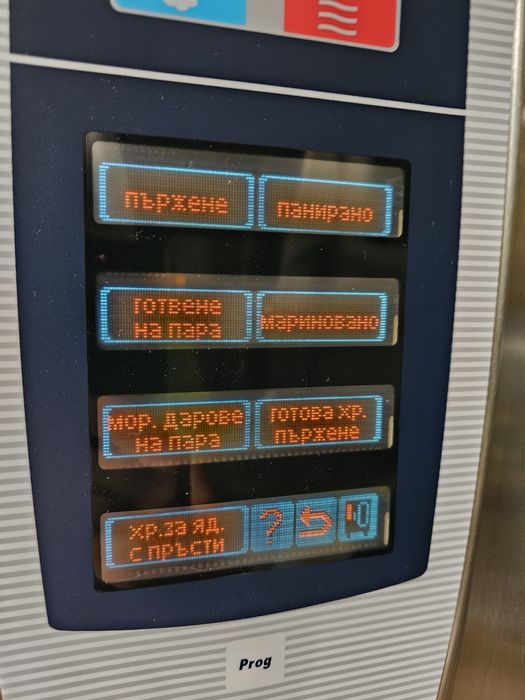 пържене
панирано
готвене
на пара
мариновано
мор. дарове
на пара
готова хр.
пържене
хр.за яд.
с пръсти
?
Prog